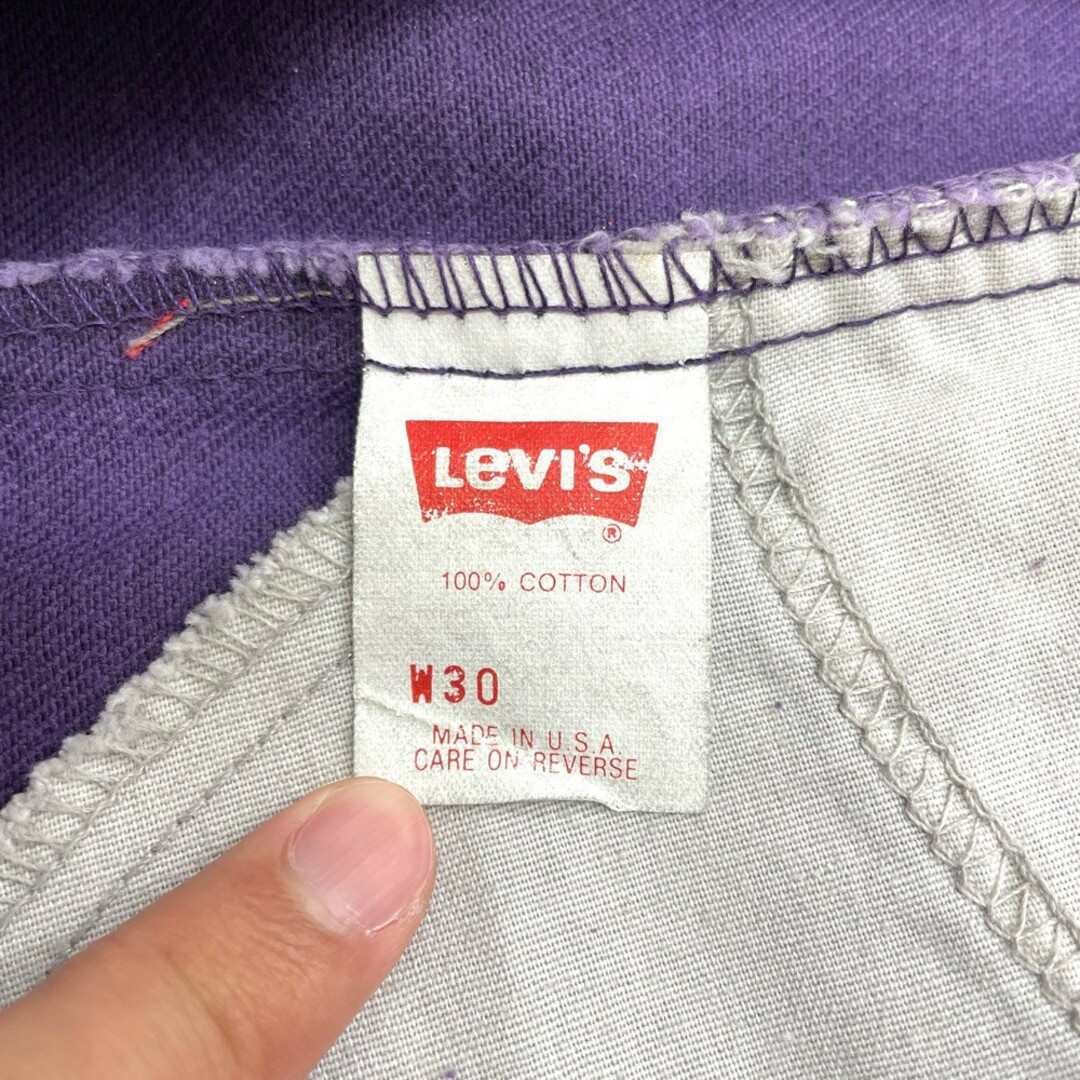 LEVI'S
®
100% COTTON
W30
MADE IN U.S.A.
CARE ON REVERSE